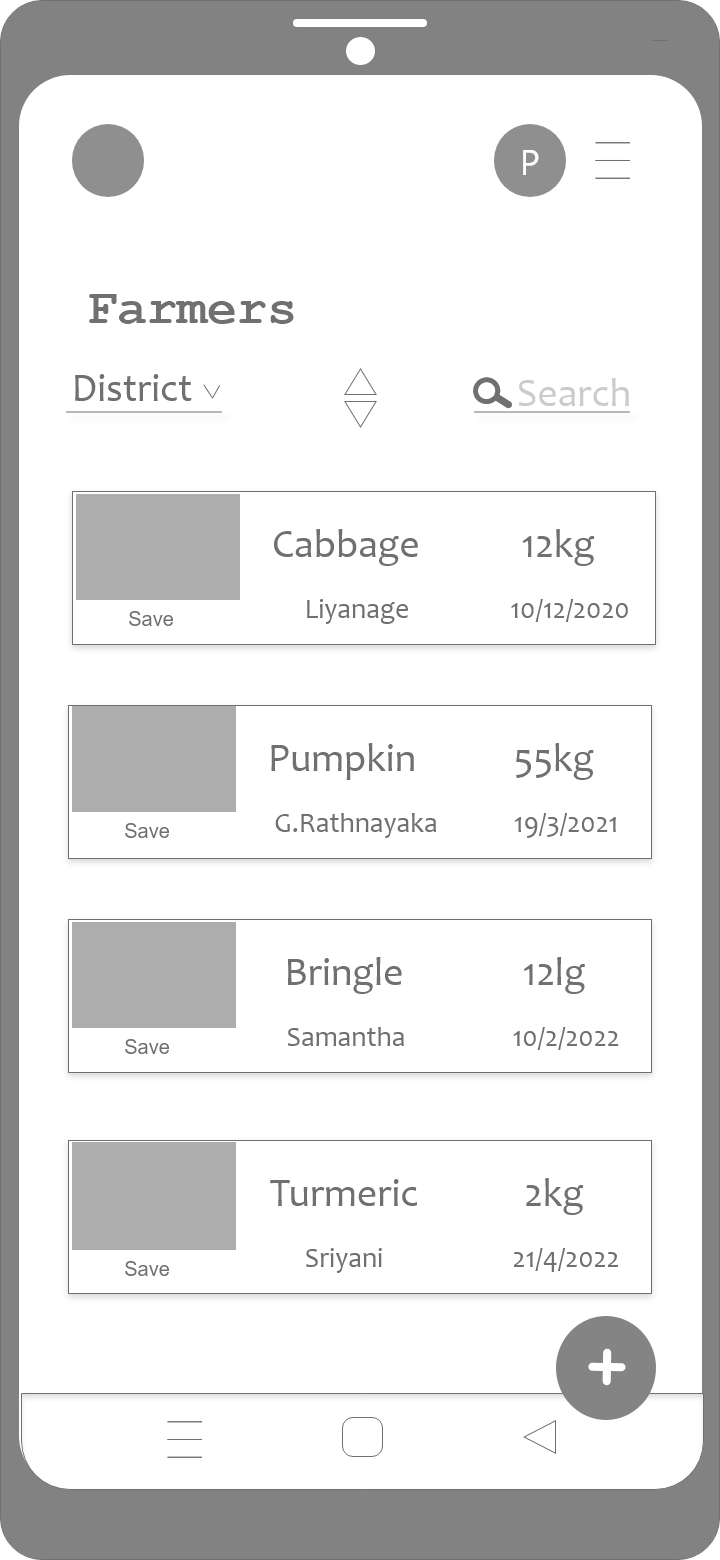 P
Farmers
District Search
Cabbage 12kg
Liyanage 10/12/2020
Save
Pumpkin 55kg
G.Rathnayaka 19/3/2021
Save
Bringle 12lg
Samantha 10/2/2022
Save
Turmeric 2kg
Sriyani 21/4/2022
Save